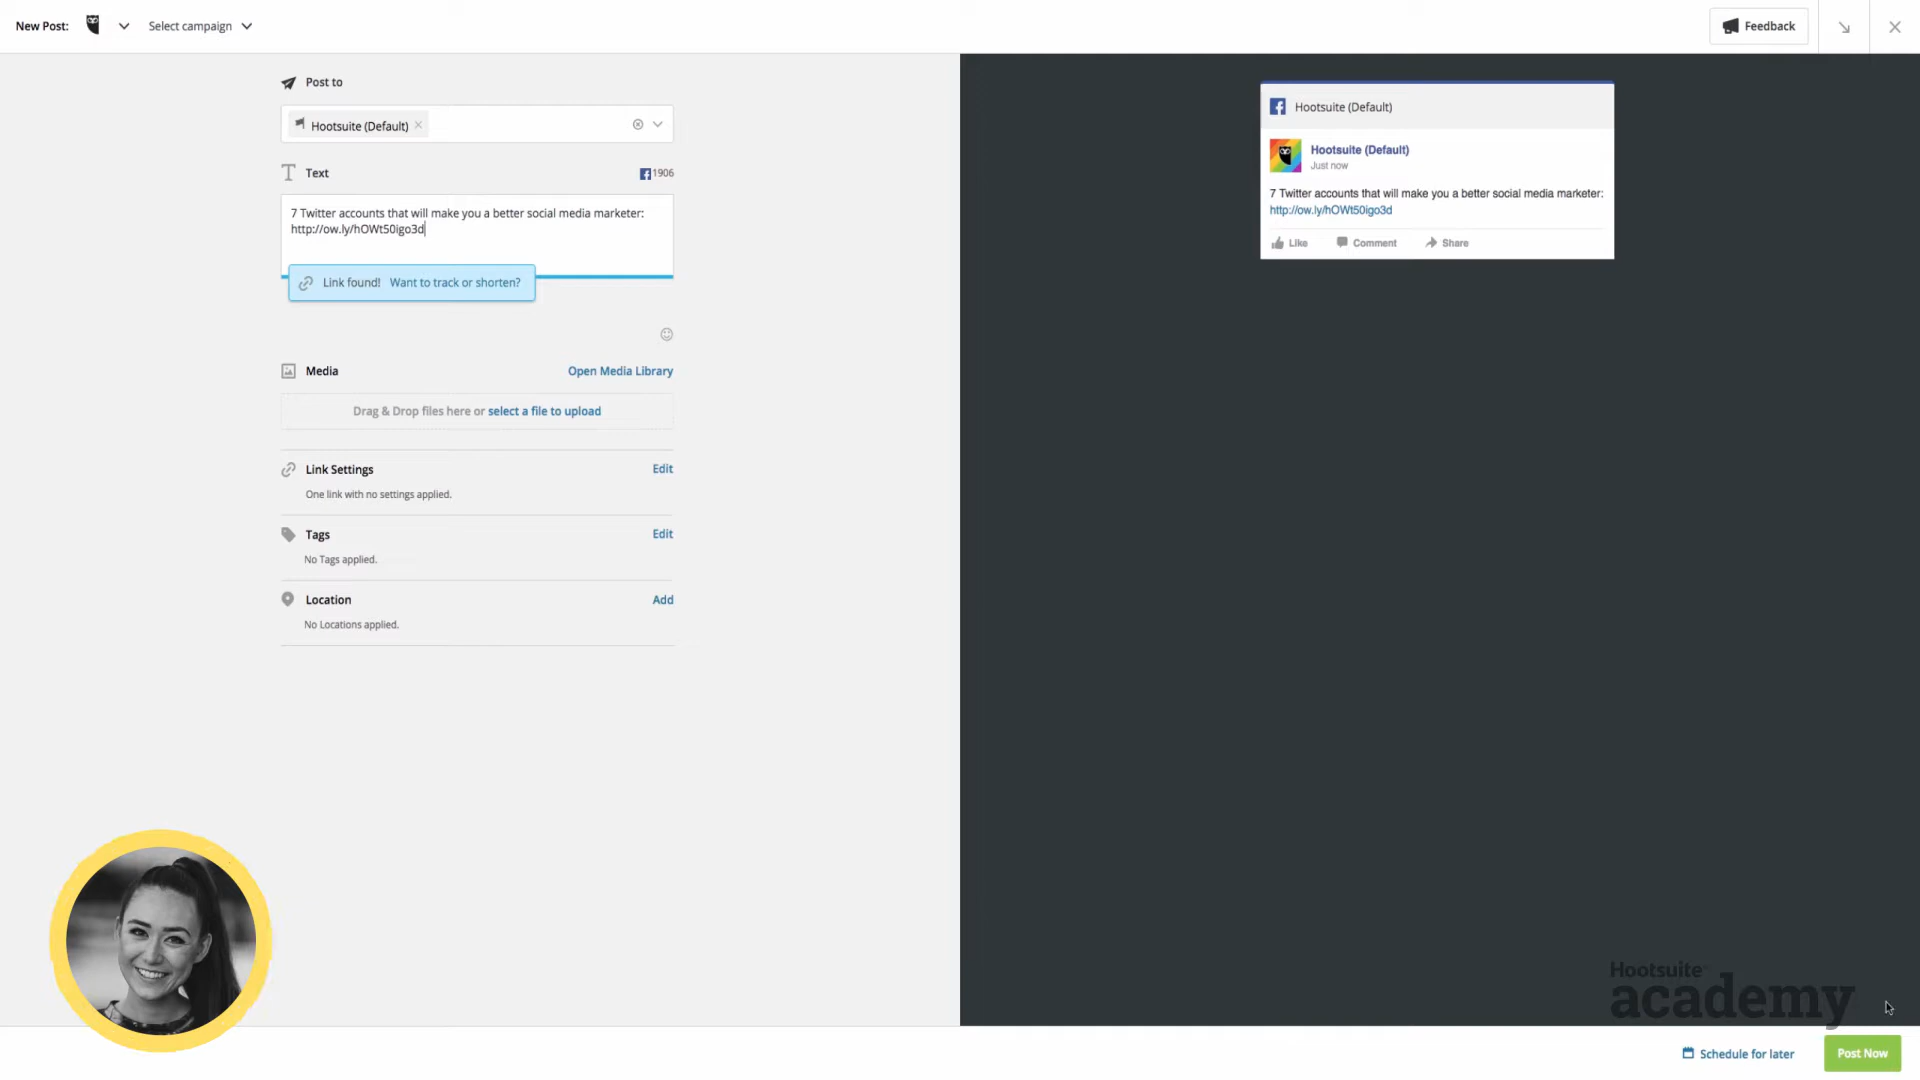 New Post:
Select campaign
Feedback
Post to
Hootsuite (Default)
Text
1906
7 Twitter accounts that will make you a better social media marketer:
http://ow.ly/hOWt50igo3d
Link found! Want to track or shorten?
Media
Open Media Library
Drag & Drop files here or select a file to upload
Link Settings
Edit
One link with no settings applied.
Tags
Edit
No Tags applied.
Location
Add
No Locations applied.
Hootsuite (Default)
Hootsuite (Default)
Just now
7 Twitter accounts that will make you a better social media marketer:
http://ow.ly/hOWt50igo3d
Like
Comment
Share
Hootsuite
academy
Schedule for later
Post Now